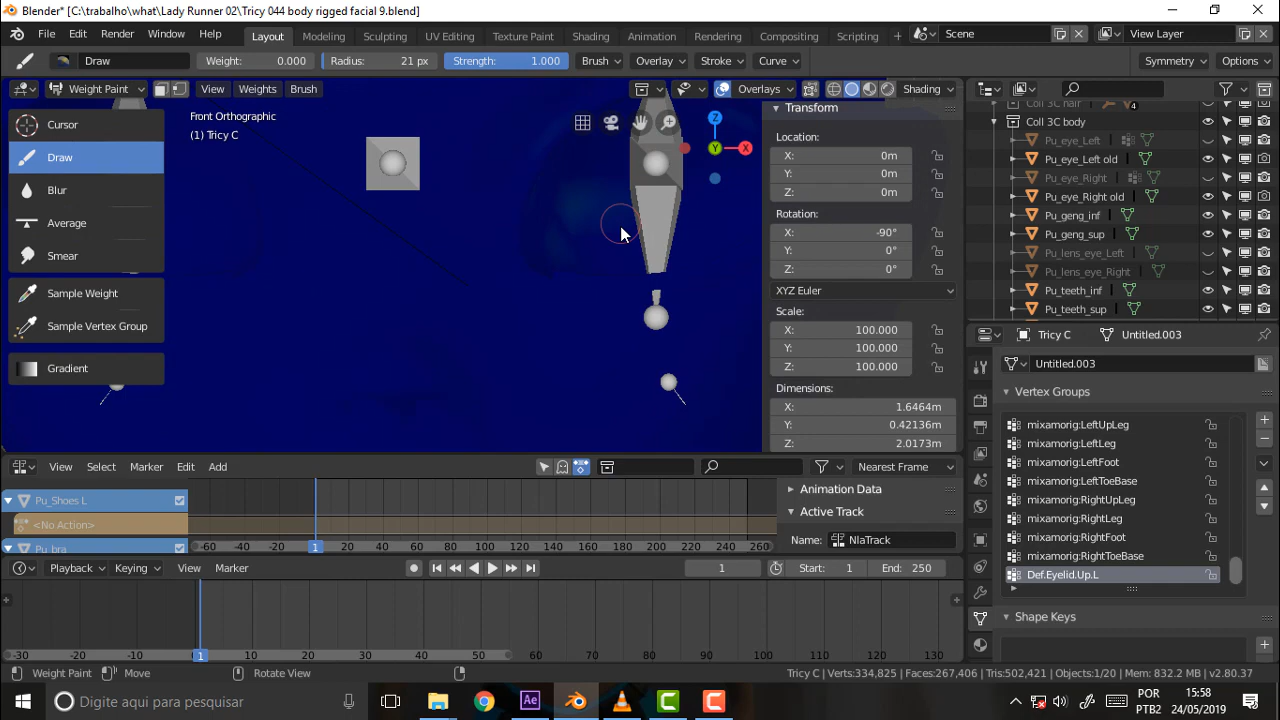 Blender* [C:\trabalho\what\Lady Runner 02\Tricy 044 body rigged facial 9.blend]
File Edit Render Window Help Layout Modeling Sculpting UV Editing Texture Paint Shading Animation Rendering Compositing Scripting + Scene View Layer
Draw Weight: 0.000 Radius: 21 px Strength: 1.000 Brush Overlay Stroke Curve Symmetry Options
Weight Paint View Weights Brush Overlays Shading
Coll 3C hair 4
Front Orthographic
(1) Tricy C
Cursor
Draw
Blur
Average
Smear
Sample Weight
Sample Vertex Group
Gradient
Z
Y
X
Transform
Location:
X: 0m
Y: 0m
Z: 0m
Rotation:
X: -90°
Y: 0°
Z: 0°
XYZ Euler
Scale:
X: 100.000
Y: 100.000
Z: 100.000
Dimensions:
X: 1.6464m
Y: 0.42136m
Z: 2.0173m
Coll 3C body
Pu_eye_Left
Pu_eye_Left old
Pu_eye_Right
Pu_eye_Right old
Pu_geng_inf
Pu_geng_sup
Pu_lens_eye_Left
Pu_lens_eye_Right
Pu_teeth_inf
Pu_teeth_sup
Tricy C Untitled.003
Untitled.003
Vertex Groups
mixamorig:LeftUpLeg
mixamorig:LeftLeg
mixamorig:LeftFoot
mixamorig:LeftToeBase
mixamorig:RightUpLeg
mixamorig:RightLeg
mixamorig:RightFoot
mixamorig:RightToeBase
Def.Eyelid.Up.L
Shape Keys
View Select Marker Edit Add Nearest Frame
Pu_Shoes L
<No Action>
Pu_bra
-60 -40 -20 1 20 40 60 80 100 120 140 160 180 200 220 240 260
Animation Data
Active Track
Name: NlaTrack
Playback Keying View Marker 1 Start: 1 End: 250
-30 -20 -10 1 10 20 30 40 50 60 70 80 90 100 110 120 130
Weight Paint Move Rotate View Tricy C | Verts:334,825 | Faces:267,406 | Tris:502,421 | Objects:1/20 | Mem: 832.2 MB | v2.80.37
Digite aqui para pesquisar
Ae
POR
PTB2
15:58
24/05/2019